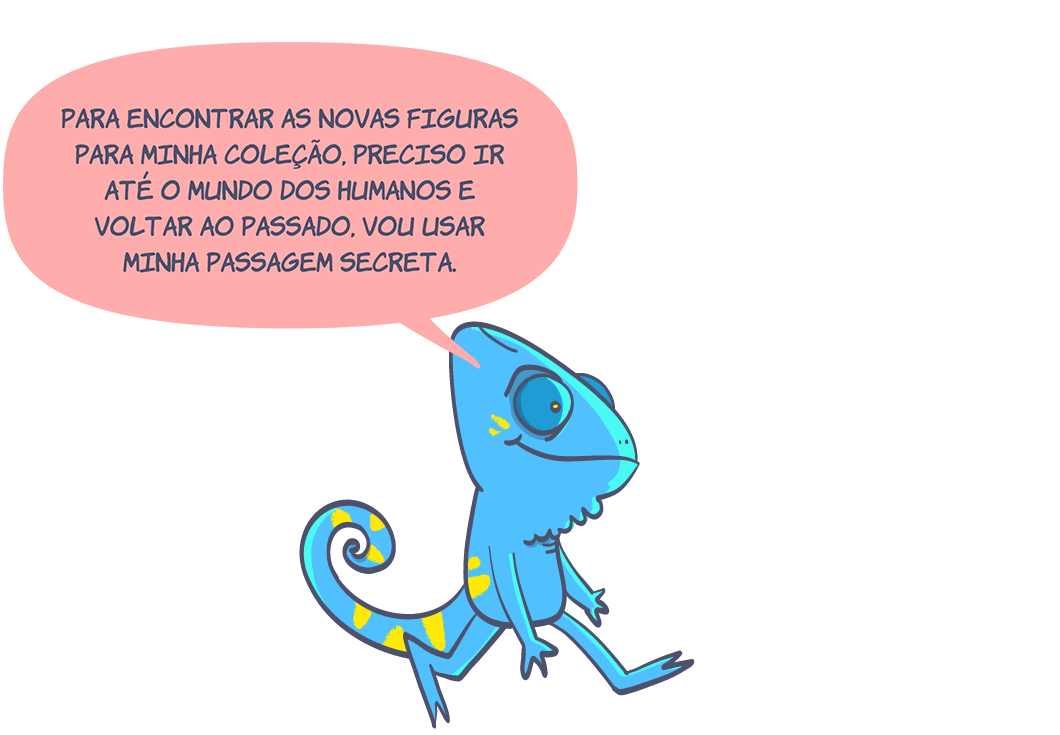 PARA ENCONTRAR AS NOVAS FIGURAS
PARA MINHA COLEÇÃO, PRECISO IR
ATÉ O MUNDO DOS HUMANOS E
VOLTAR AO PASSADO, VOU USAR
MINHA PASSAGEM SECRETA.